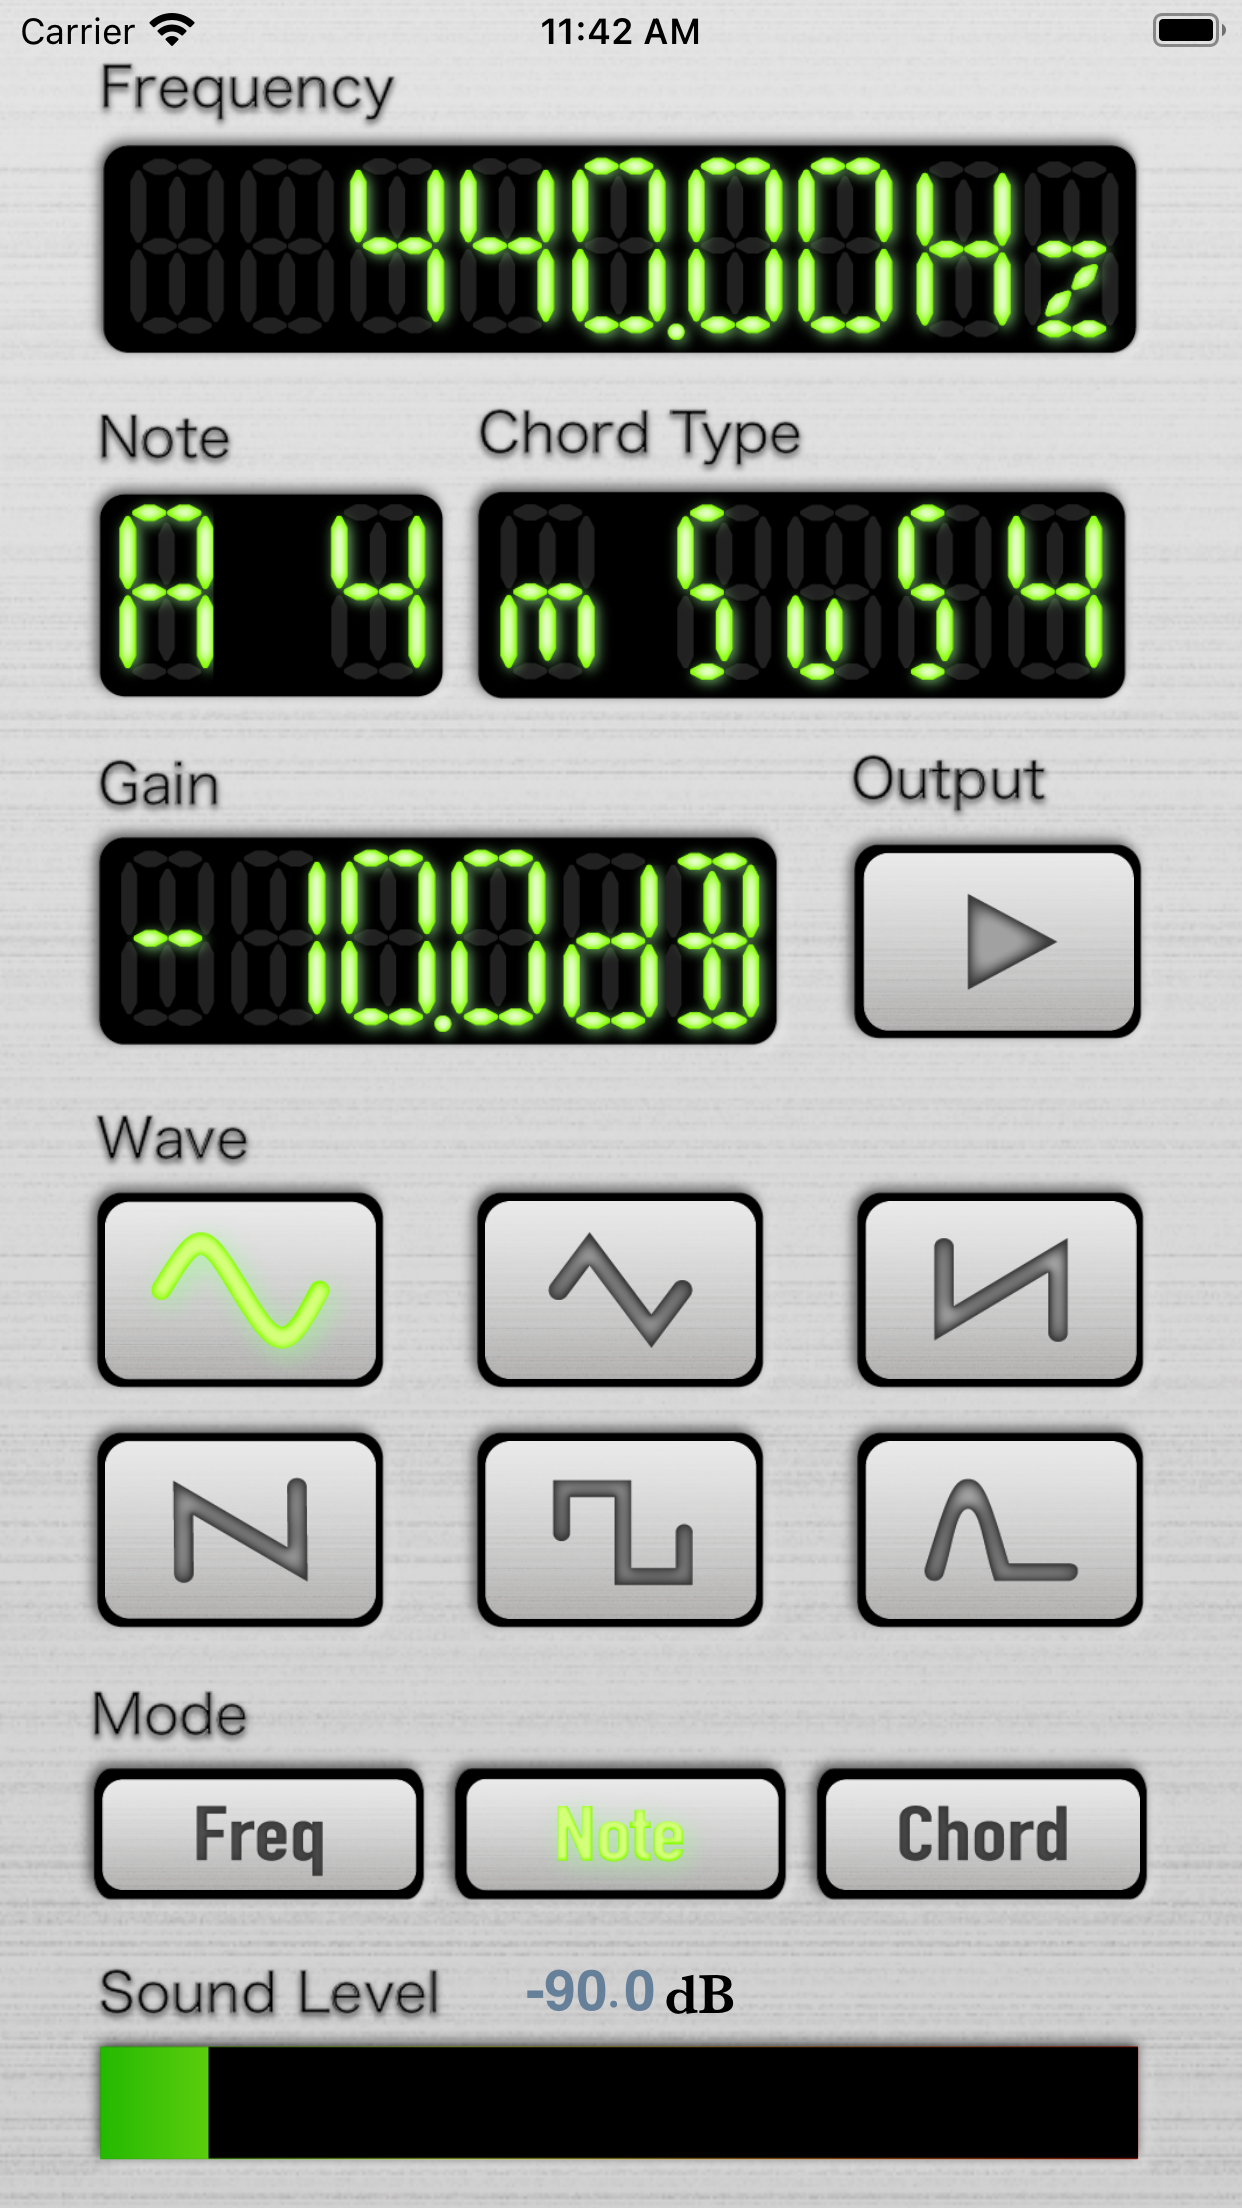 Carrier 11:42 AM
Frequency
440.00Hz
Note Chord Type
A 4 m SuS4
Gain Output
-10.0dB
Wave
Mode
Freq Note Chord
Sound Level -90.0 dB